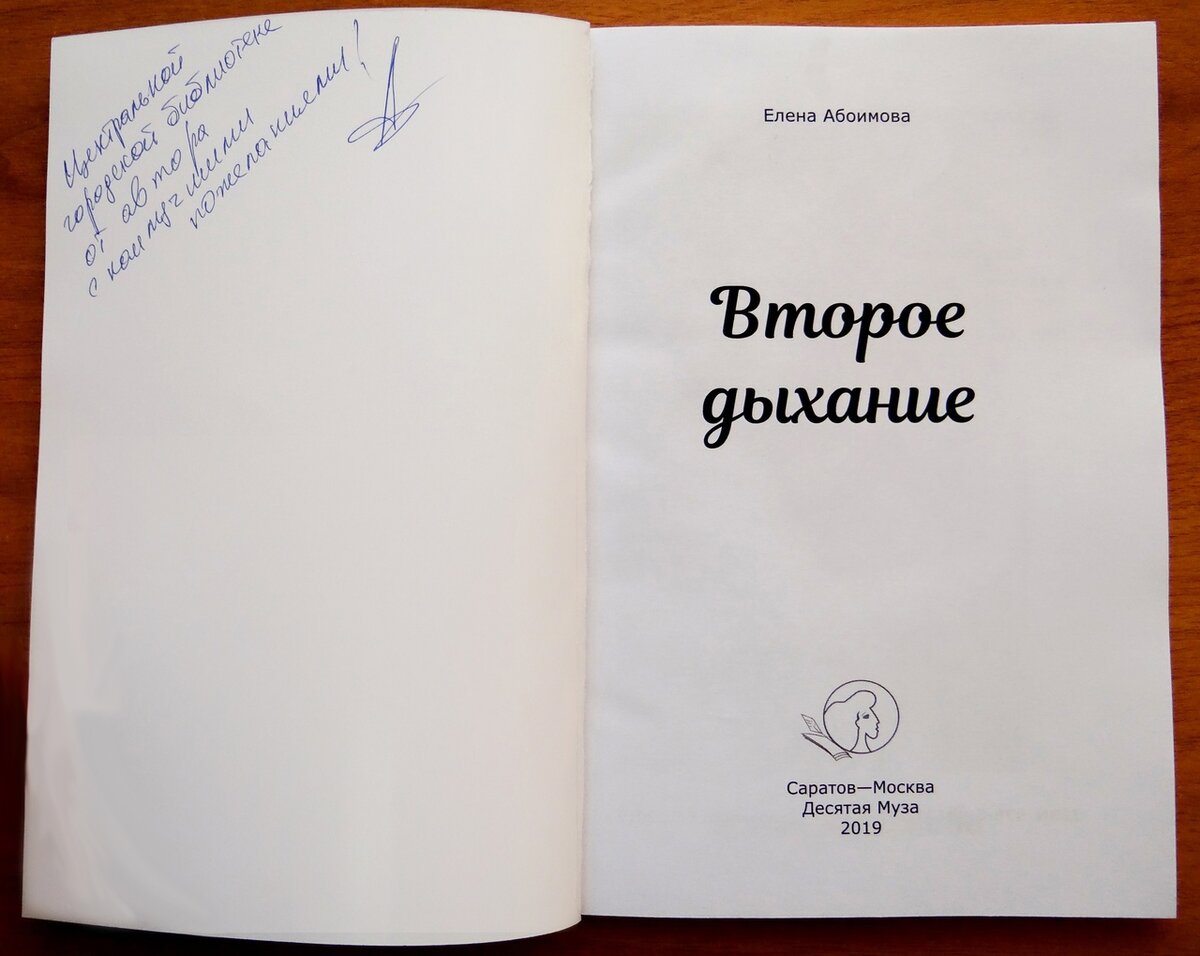 Центральной
городской библиотеке
от автора
с наилучшими
пожеланиями!
Елена Абоимова
Второе
дыхание
Саратов—Москва
Десятая Муза
2019